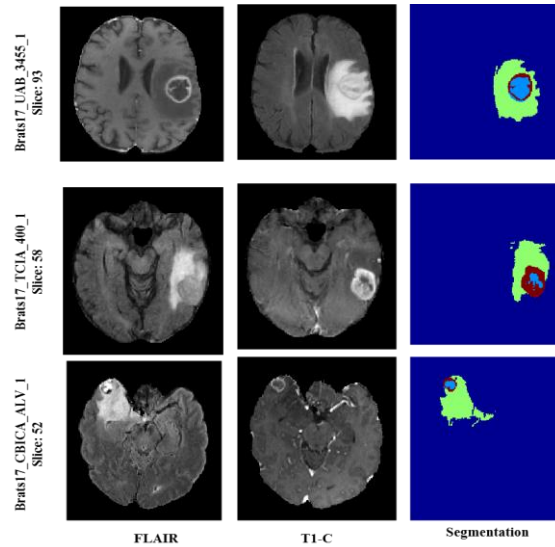 Brats17_UAB_3455_1
Slice: 93
Brats17_TCIA_400_1
Slice: 58
Brats17_CBICA_ALV_1
Slice: 52
FLAIR
T1-C
Segmentation